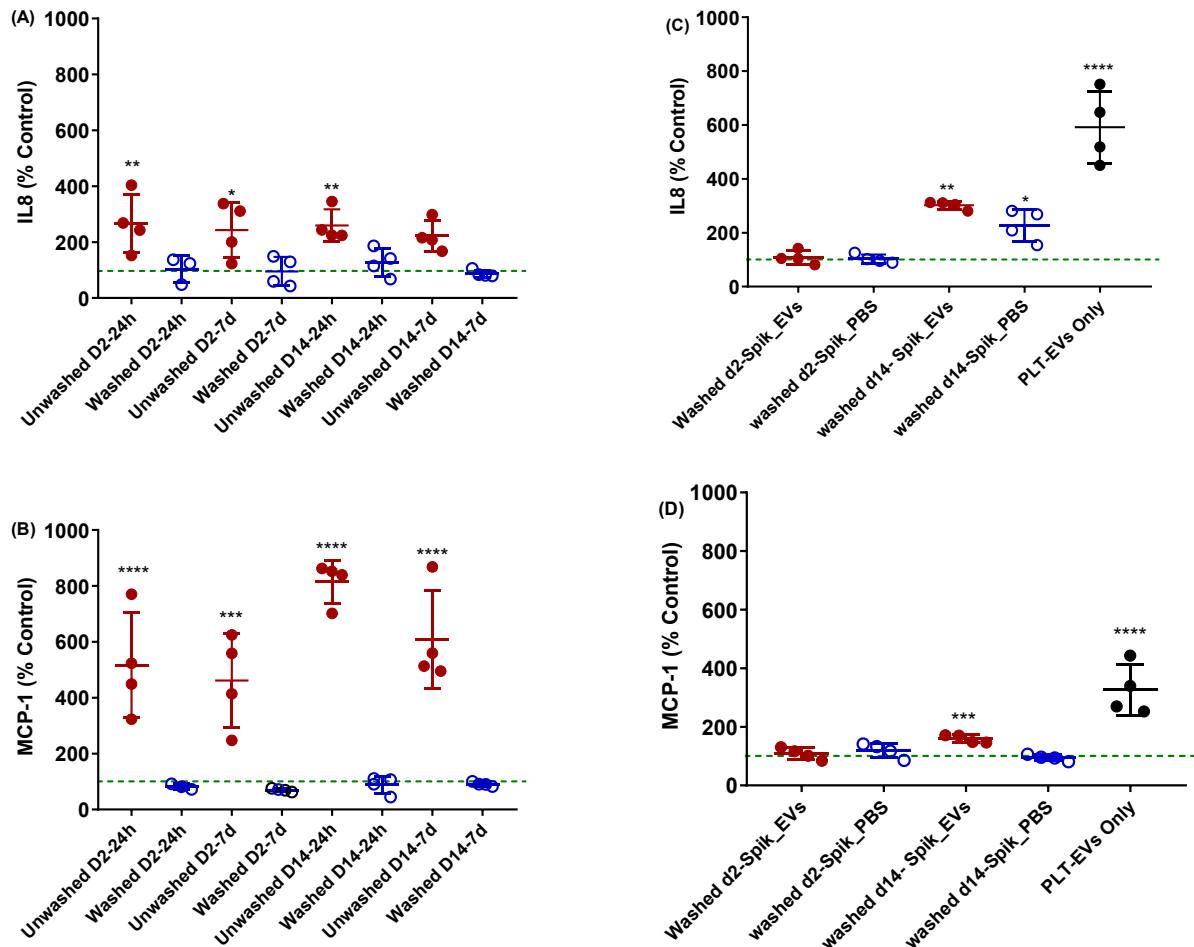 (A)
IL8 (% Control)
1000
800
600
400
200
0
**
*
**
Unwashed D2-24h
Washed D2-24h
Unwashed D2-7d
Washed D2-7d
Unwashed D14-24h
Washed D14-24h
Unwashed D14-7d
Washed D14-7d
(C)
IL8 (% Control)
1000
800
600
400
200
0
**
*
****
Washed d2-Spik_EVs
washed d2-Spik_PBS
washed d14- Spik_EVs
washed d14-Spik_PBS
PLT-EVs Only
(B)
MCP-1 (% Control)
1000
800
600
400
200
0
****
***
****
****
Unwashed D2-24h
Washed D2-24h
Unwashed D2-7d
Washed D2-7d
Unwashed D14-24h
Washed D14-24h
Unwashed D14-7d
Washed D14-7d
(D)
MCP-1 (% Control)
1000
800
600
400
200
0
***
****
Washed d2-Spik_EVs
washed d2-Spik_PBS
washed d14- Spik_EVs
washed d14-Spik_PBS
PLT-EVs Only